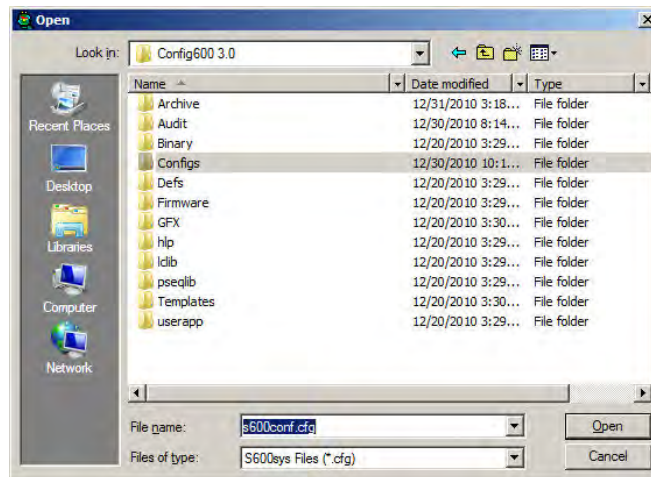 Open
Look in: Config600 3.0
Name Date modified Type
Archive 12/31/2010 3:18... File folder
Audit 12/30/2010 8:14... File folder
Binary 12/20/2010 3:29... File folder
Configs 12/30/2010 10:1... File folder
Defs 12/20/2010 3:29... File folder
Firmware 12/20/2010 3:29... File folder
GFX 12/20/2010 3:30... File folder
hlp 12/20/2010 3:29... File folder
lclib 12/20/2010 3:29... File folder
pseqlib 12/20/2010 3:29... File folder
Templates 12/20/2010 3:30... File folder
userapp 12/20/2010 3:29... File folder
Recent Places
Desktop
Libraries
Computer
Network
File name: s600conf.cfg Open
Files of type: S600sys Files (*.cfg) Cancel